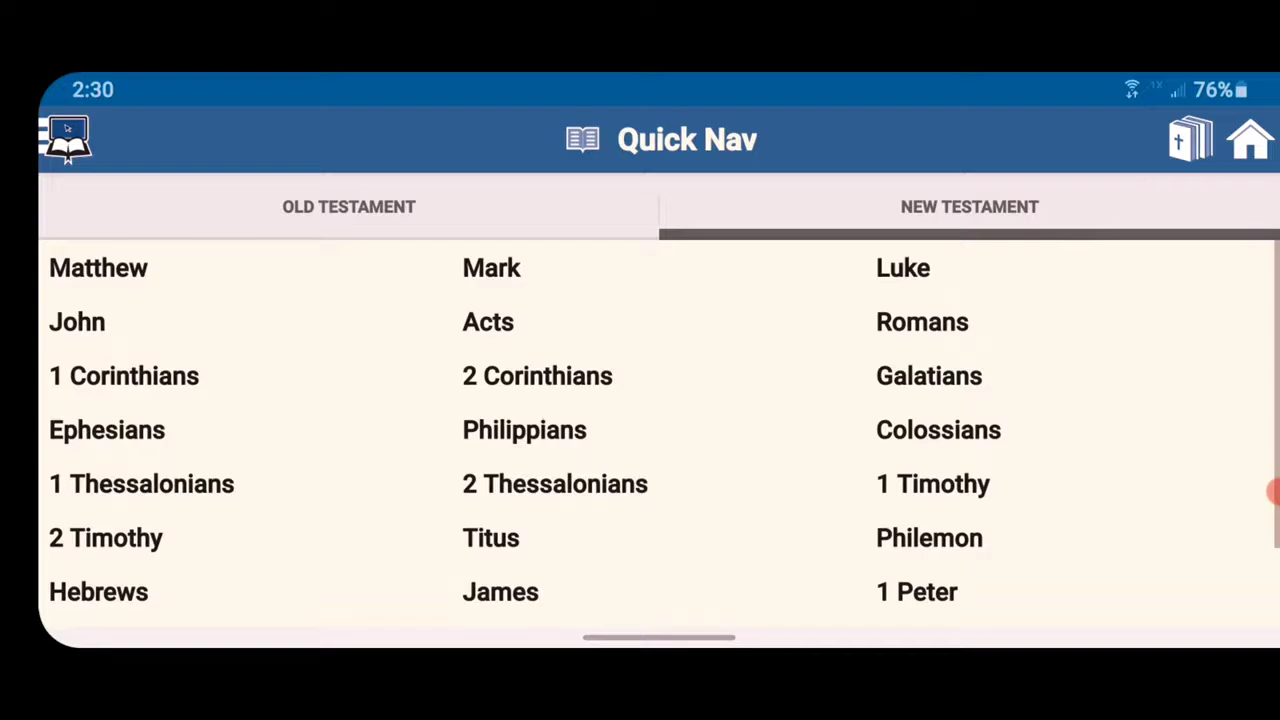 2:30 1X 76%
Quick Nav
OLD TESTAMENT NEW TESTAMENT
Matthew Mark Luke
John Acts Romans
1 Corinthians 2 Corinthians Galatians
Ephesians Philippians Colossians
1 Thessalonians 2 Thessalonians 1 Timothy
2 Timothy Titus Philemon
Hebrews James 1 Peter